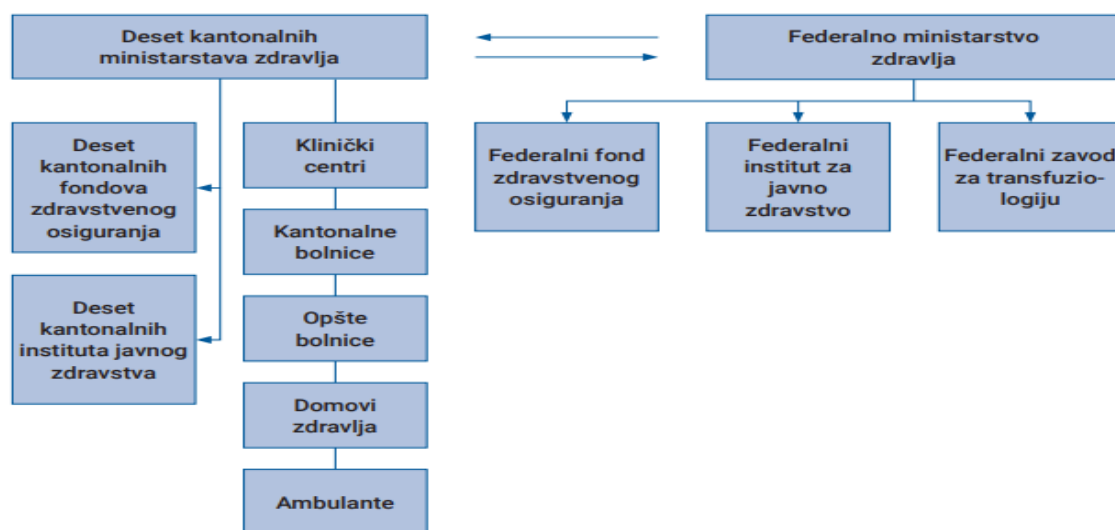 Deset kantonalnih
ministarstava zdravlja
Federalno ministarstvo
zdravlja
Deset
kantonalnih
fondova
zdravstvenog
osiguranja
Klinički
centri
Federalni fond
zdravstvenog
osiguranja
Federalni
institut za
javno
zdravstvo
Federalni zavod
za transfuzio-
logiju
Kantonalne
bolnice
Deset
kantonalnih
instituta javnog
zdravstva
Opšte
bolnice
Domovi
zdravlja
Ambulante